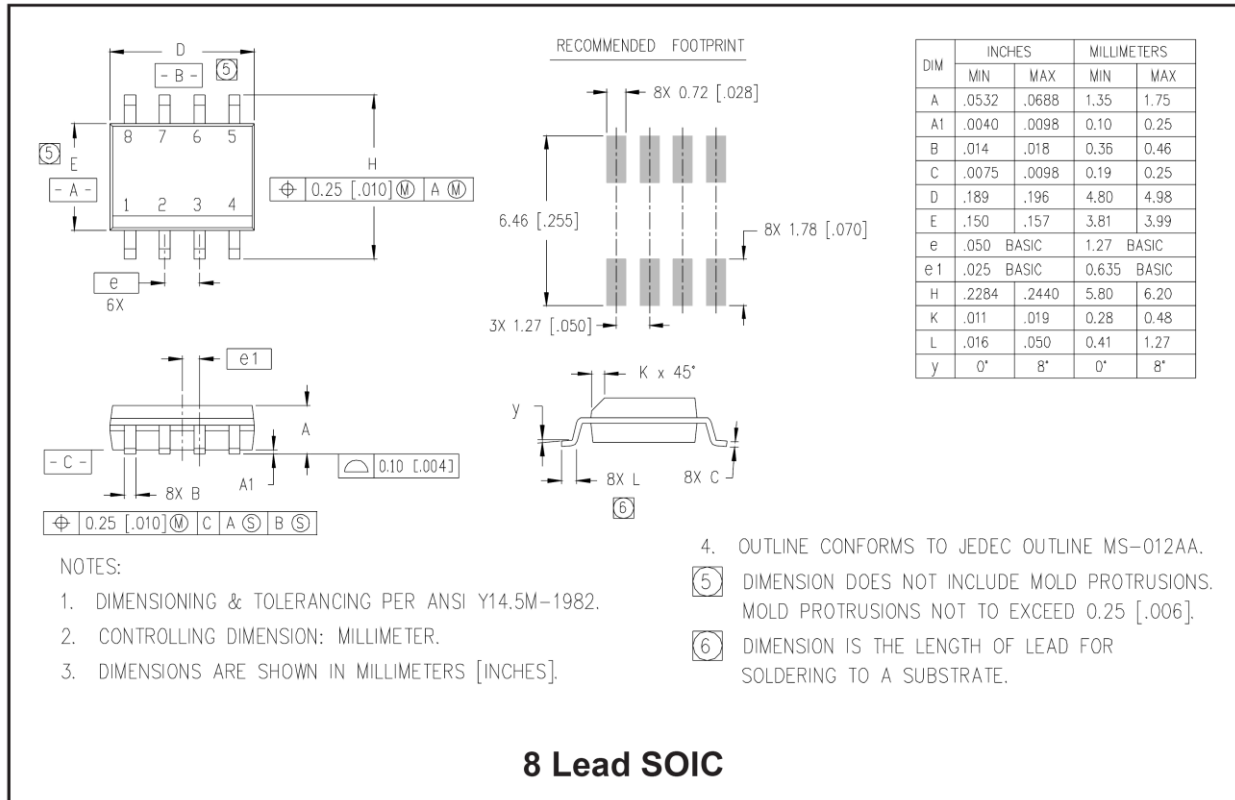 D
- B - 5
8 7 6 5
5 E
- A -
H
⌖ 0.25 [.010] Ⓜ A Ⓜ
1 2 3 4
e
6X
RECOMMENDED FOOTPRINT
8X 0.72 [.028]
6.46 [.255]
8X 1.78 [.070]
3X 1.27 [.050]
DIM INCHES MILLIMETERS
MIN MAX MIN MAX
A .0532 .0688 1.35 1.75
A1 .0040 .0098 0.10 0.25
B .014 .018 0.36 0.46
C .0075 .0098 0.19 0.25
D .189 .196 4.80 4.98
E .150 .157 3.81 3.99
e .050 BASIC 1.27 BASIC
e1 .025 BASIC 0.635 BASIC
H .2284 .2440 5.80 6.20
K .011 .019 0.28 0.48
L .016 .050 0.41 1.27
y 0° 8° 0° 8°
e1
A
- C -
A1
8X B
⌓ 0.10 [.004]
⌖ 0.25 [.010] Ⓜ C A Ⓢ B Ⓢ
K x 45°
y
8X L
6
8X C
NOTES:
1. DIMENSIONING & TOLERANCING PER ANSI Y14.5M-1982.
2. CONTROLLING DIMENSION: MILLIMETER.
3. DIMENSIONS ARE SHOWN IN MILLIMETERS [INCHES].
4. OUTLINE CONFORMS TO JEDEC OUTLINE MS-012AA.
5 DIMENSION DOES NOT INCLUDE MOLD PROTRUSIONS.
MOLD PROTRUSIONS NOT TO EXCEED 0.25 [.006].
6 DIMENSION IS THE LENGTH OF LEAD FOR
SOLDERING TO A SUBSTRATE.
8 Lead SOIC